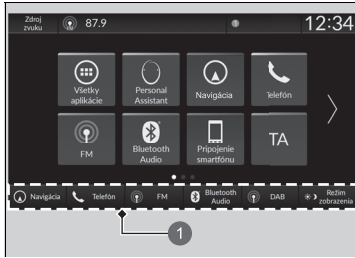 Zdroj
zvuku
87.9
12:34
Všetky
aplikácie
Personal
Assistant
Navigácia
Telefón
FM
Bluetooth
Audio
Pripojenie
smartfónu
TA
Navigácia
Telefón
FM
Bluetooth
Audio
DAB
Režim
zobrazenia
1